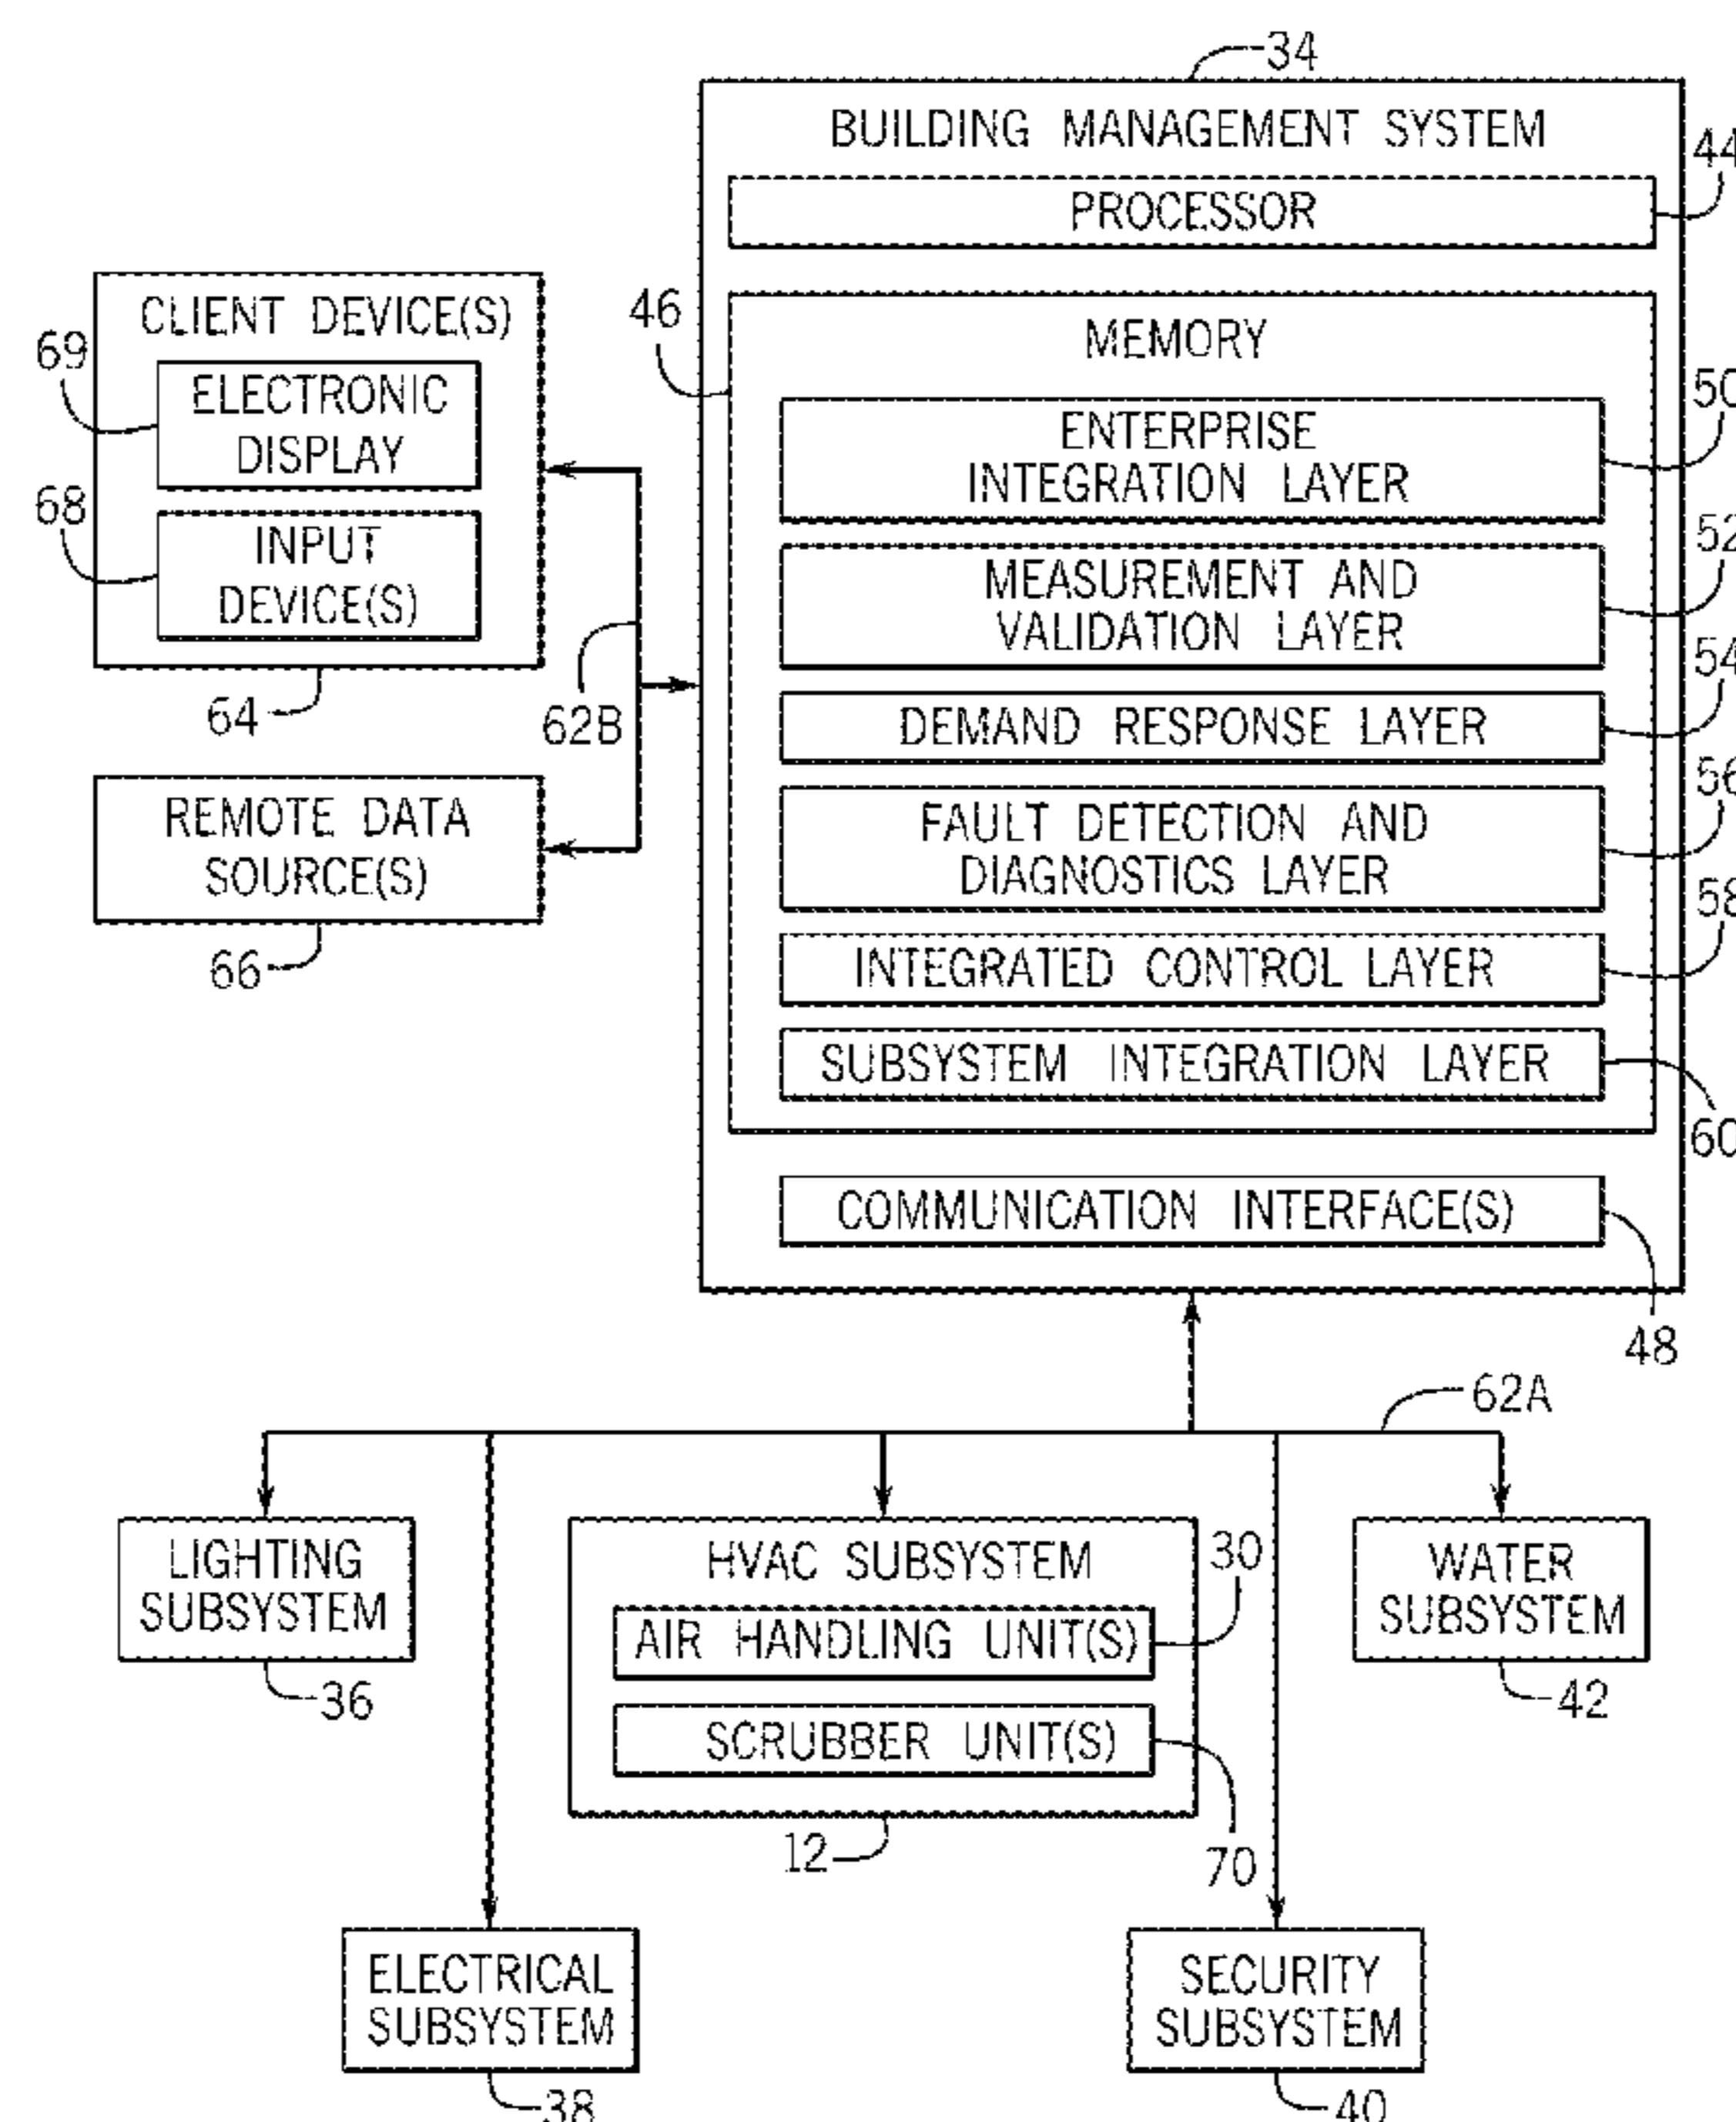 34
BUILDING MANAGEMENT SYSTEM
44
PROCESSOR
46
MEMORY
50
ENTERPRISE
INTEGRATION LAYER
52
MEASUREMENT AND
VALIDATION LAYER
54
DEMAND RESPONSE LAYER
56
FAULT DETECTION AND
DIAGNOSTICS LAYER
58
INTEGRATED CONTROL LAYER
SUBSYSTEM INTEGRATION LAYER
60
COMMUNICATION INTERFACE(S)
48
CLIENT DEVICE(S)
69
ELECTRONIC
DISPLAY
68
INPUT
DEVICE(S)
64
62B
REMOTE DATA
SOURCE(S)
66
62A
LIGHTING
SUBSYSTEM
36
HVAC SUBSYSTEM
30
AIR HANDLING UNIT(S)
SCRUBBER UNIT(S)
12
70
WATER
SUBSYSTEM
42
ELECTRICAL
SUBSYSTEM
38
SECURITY
SUBSYSTEM
40